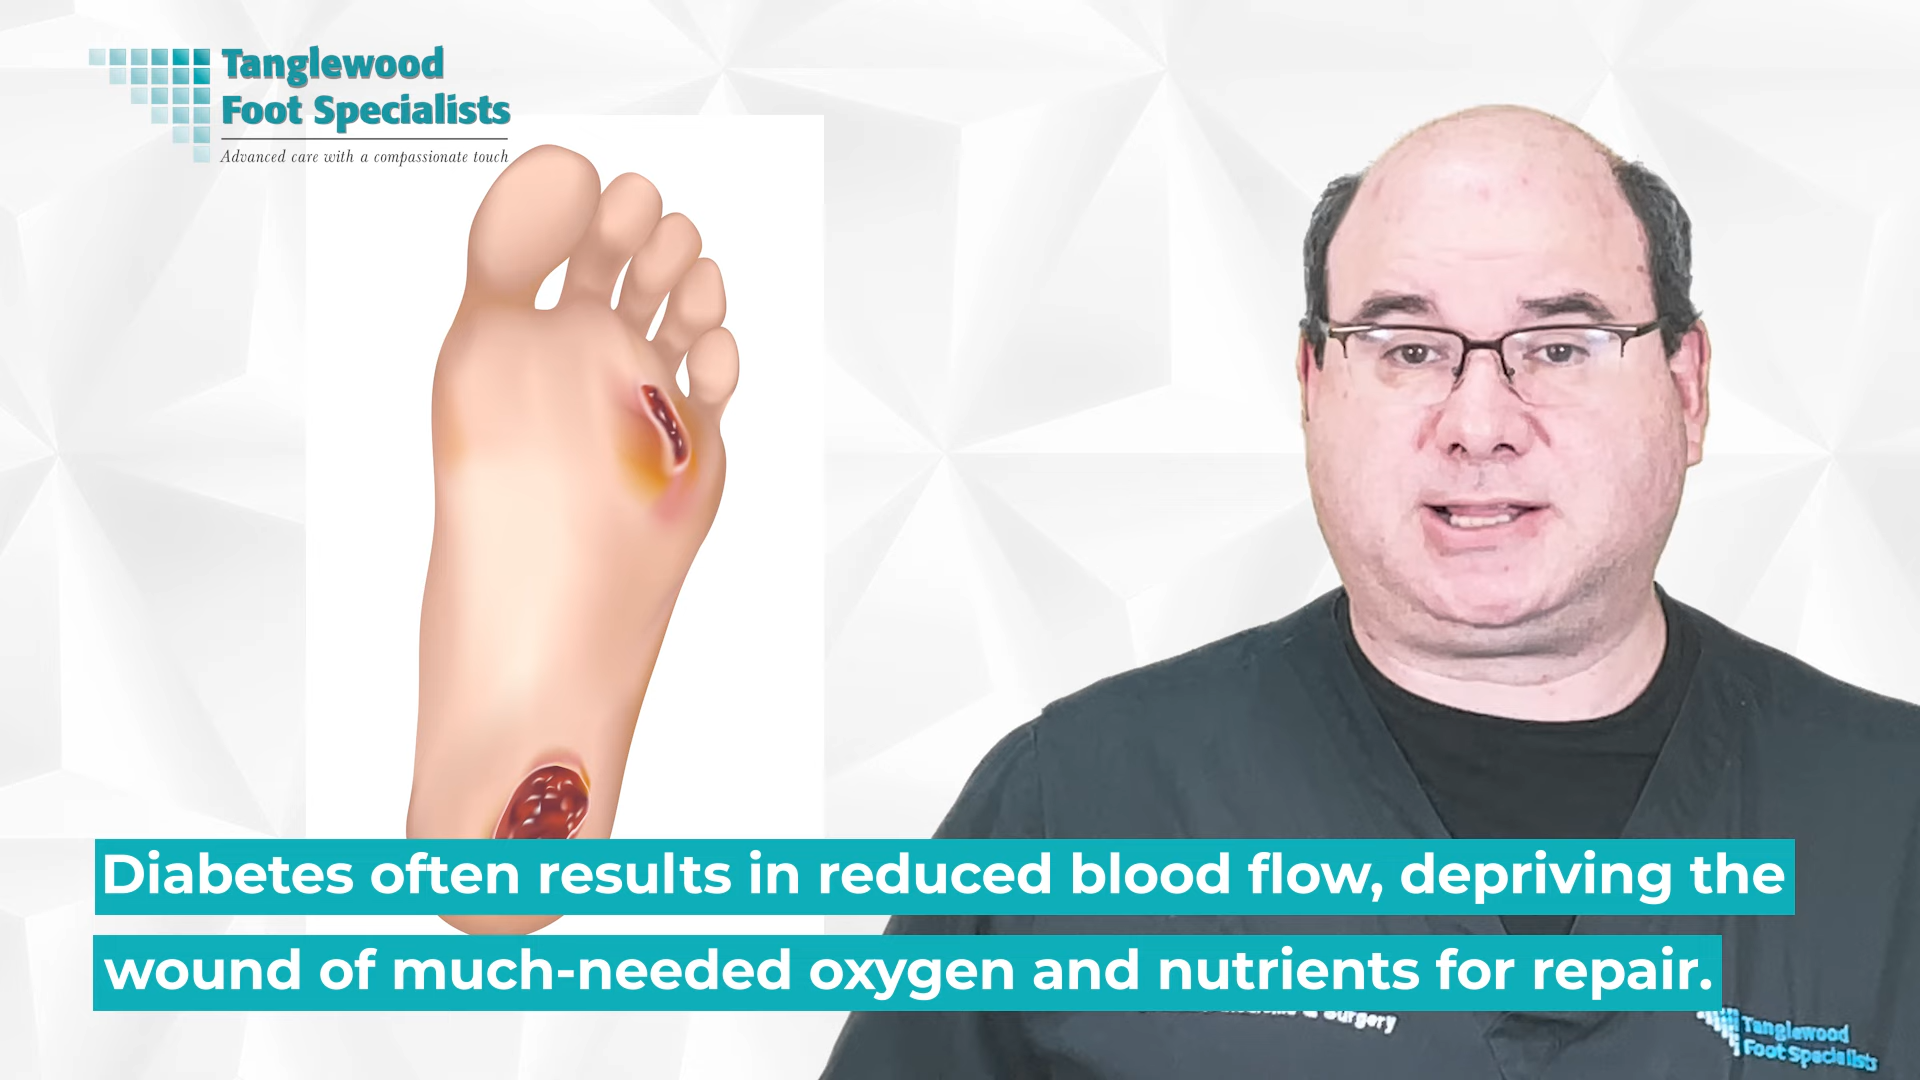 Tanglewood
Foot Specialists
Advanced care with a compassionate touch
Diabetes often results in reduced blood flow, depriving the
wound of much-needed oxygen and nutrients for repair.
& Surgery
Tanglewood
Foot Specialists